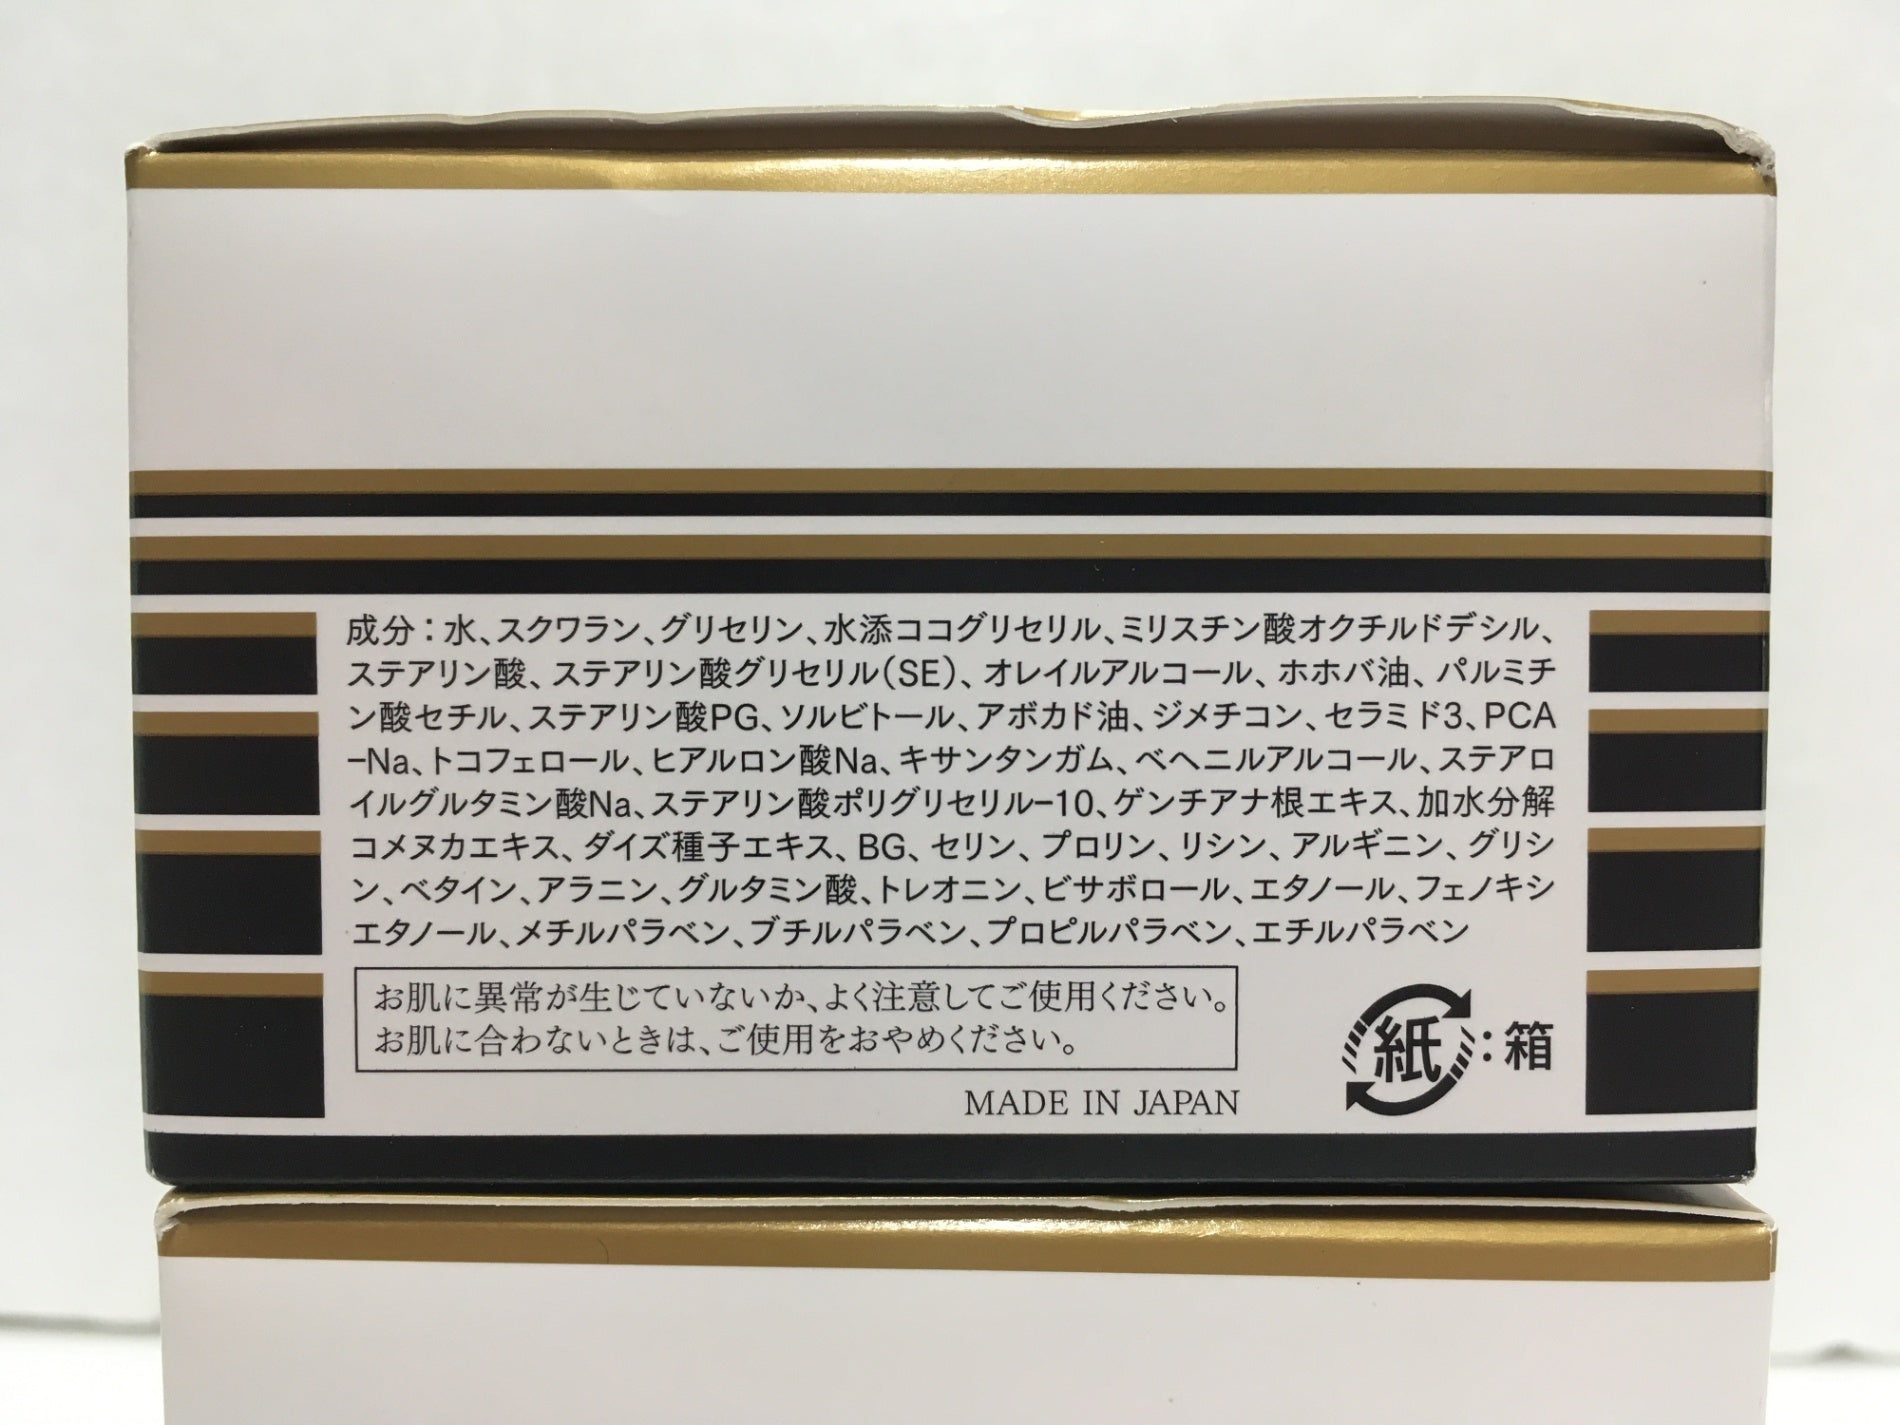 成分：水、スクワラン、グリセリン、水添ココグリセリル、ミリスチン酸オクチルドデシル、
ステアリン酸、ステアリン酸グリセリル（SE）、オレイルアルコール、ホホバ油、パルミチ
ン酸セチル、ステアリン酸PG、ソルビトール、アボカド油、ジメチコン、セラミド3、PCA
-Na、トコフェロール、ヒアルロン酸Na、キサンタンガム、ベヘニルアルコール、ステアロ
イルグルタミン酸Na、ステアリン酸ポリグリセリル-10、ゲンチアナ根エキス、加水分解
コメヌカエキス、ダイズ種子エキス、BG、セリン、プロリン、リシン、アルギニン、グリシ
ン、ベタイン、アラニン、グルタミン酸、トレオニン、ビサボロール、エタノール、フェノキシ
エタノール、メチルパラベン、ブチルパラベン、プロピルパラベン、エチルパラベン
お肌に異常が生じていないか、よく注意してご使用ください。
お肌に合わないときは、ご使用をおやめください。
MADE IN JAPAN
紙：箱